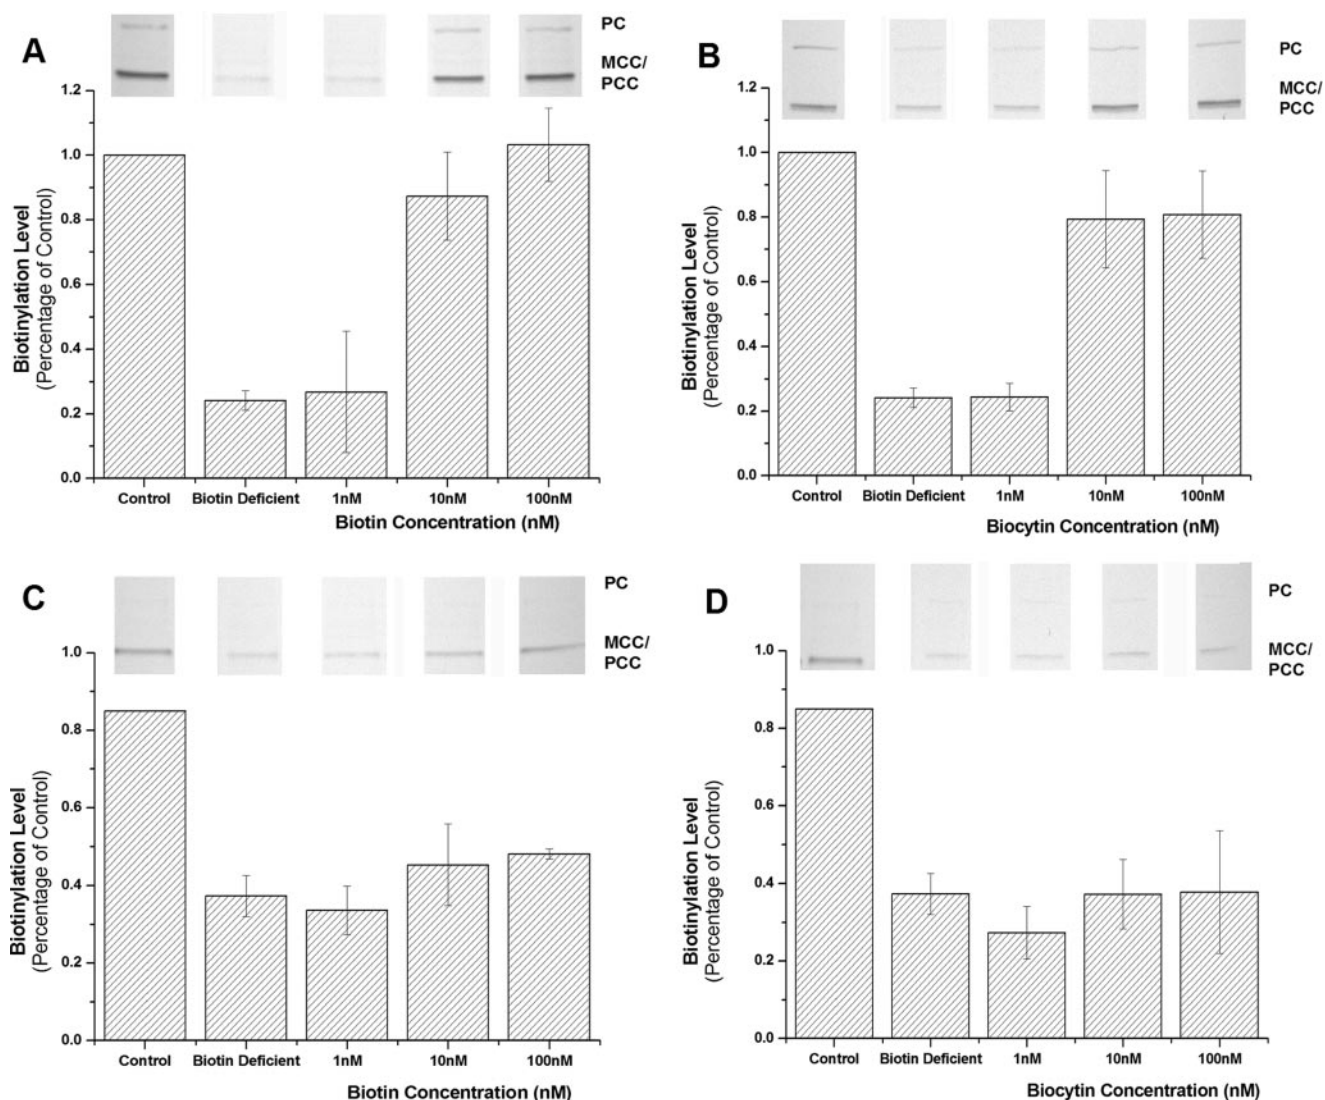 A
PC
MCC/
PCC
1.2
1.0
0.8
0.6
0.4
0.2
0.0
Biotinylation Level
(Percentage of Control)
Control Biotin Deficient 1nM 10nM 100nM
Biotin Concentration (nM)
B
PC
MCC/
PCC
1.2
1.0
0.8
0.6
0.4
0.2
0.0
Biotinylation Level
(Percentage of Control)
Control Biotin Deficient 1nM 10nM 100nM
Biocytin Concentration (nM)
C
PC
MCC/
PCC
1.0
0.8
0.6
0.4
0.2
0.0
Biotinylation Level
(Percentage of Control)
Control Biotin Deficient 1nM 10nM 100nM
Biotin Concentration (nM)
D
PC
MCC/
PCC
1.0
0.8
0.6
0.4
0.2
0.0
Biotinylation Level
(Percentage of Control)
Control Biotin Deficient 1nM 10nM 100nM
Biocytin Concentration (nM)